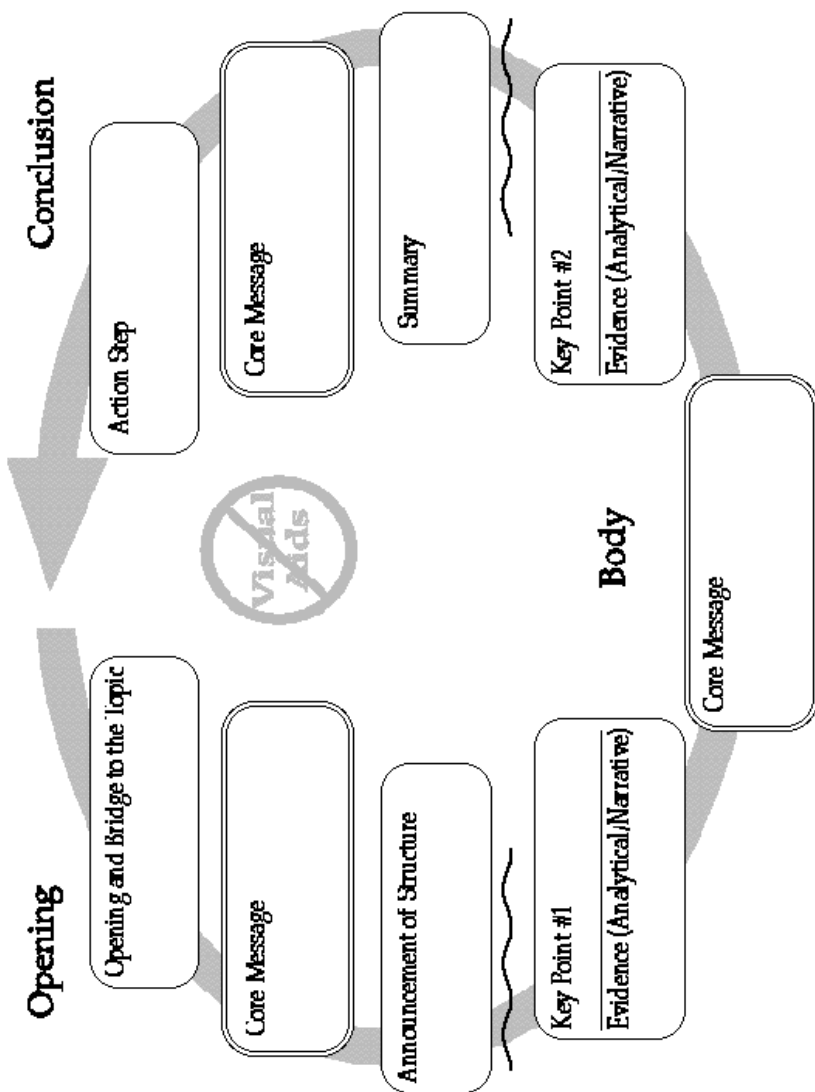 Opening
Conclusion
Opening and Bridge to the Topic
Action Step
Core Message
Core Message
Visual
Aids
Announcement of Structure
Summary
Key Point #1
Evidence (Analytical/Narrative)
Key Point #2
Evidence (Analytical/Narrative)
Body
Core Message